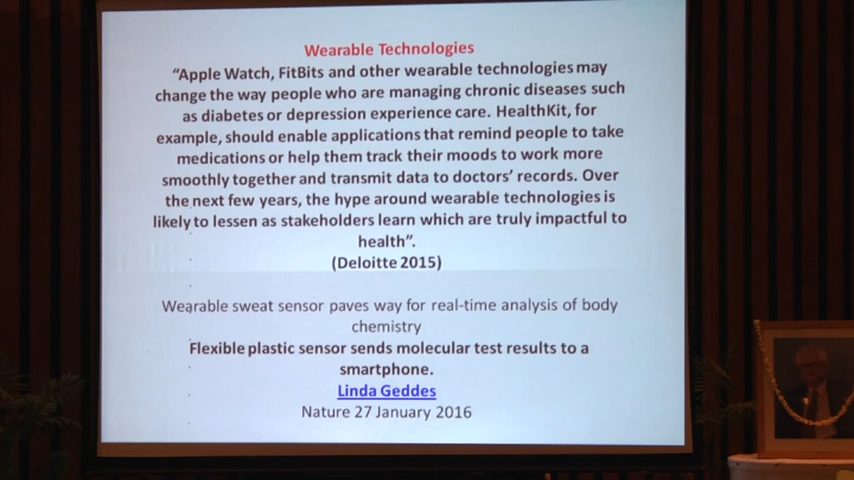 Wearable Technologies
“Apple Watch, FitBits and other wearable technologies may
change the way people who are managing chronic diseases such
as diabetes or depression experience care. HealthKit, for
example, should enable applications that remind people to take
medications or help them track their moods to work more
smoothly together and transmit data to doctors’ records. Over
the next few years, the hype around wearable technologies is
likely to lessen as stakeholders learn which are truly impactful to
health”.
(Deloitte 2015)
Wearable sweat sensor paves way for real-time analysis of body
chemistry
Flexible plastic sensor sends molecular test results to a
smartphone.
Linda Geddes
Nature 27 January 2016